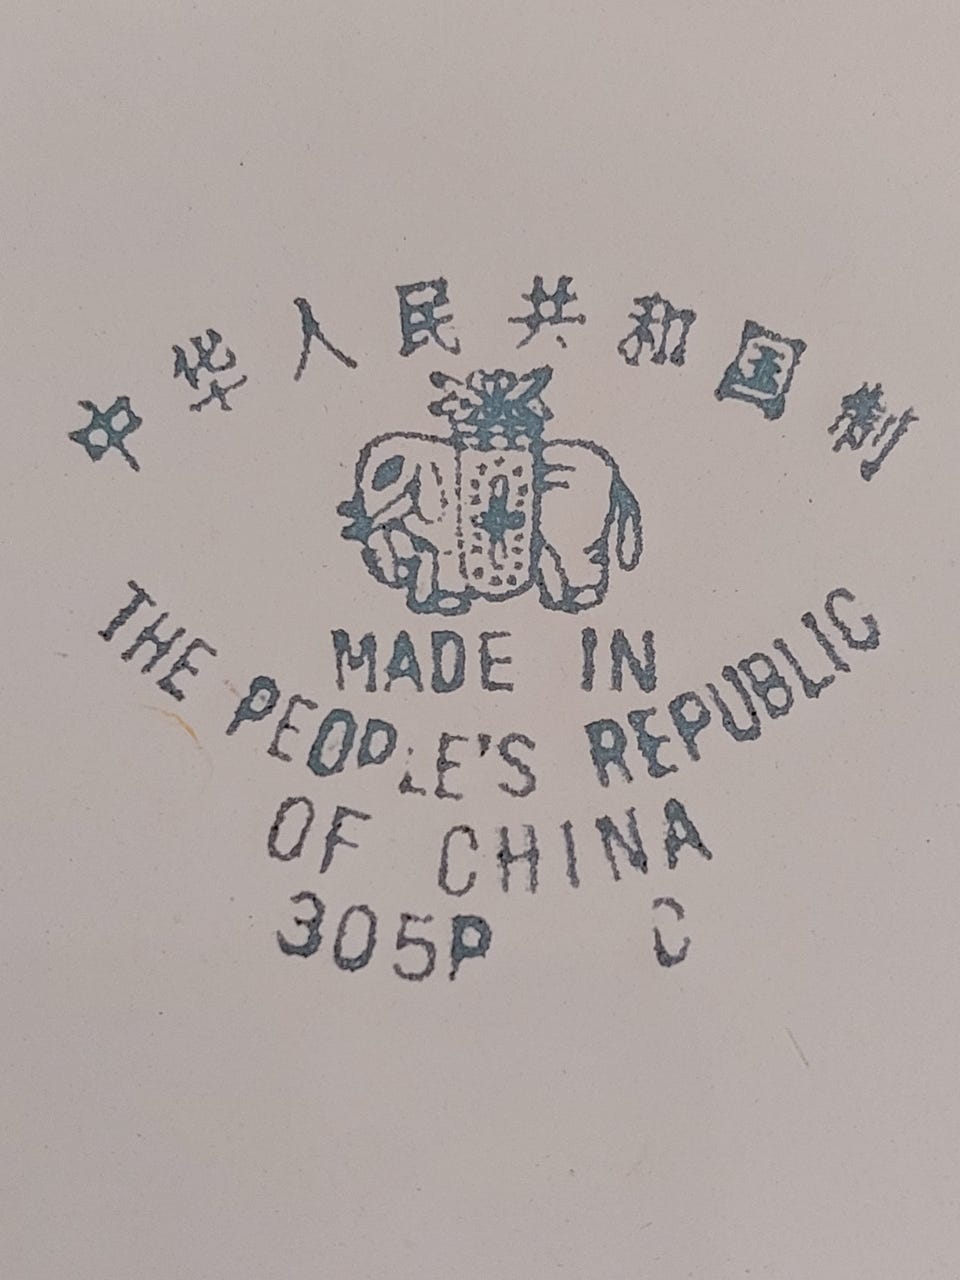 中华人民共和国制
MADE IN
THE PEOPLE'S REPUBLIC
OF CHINA
305P C